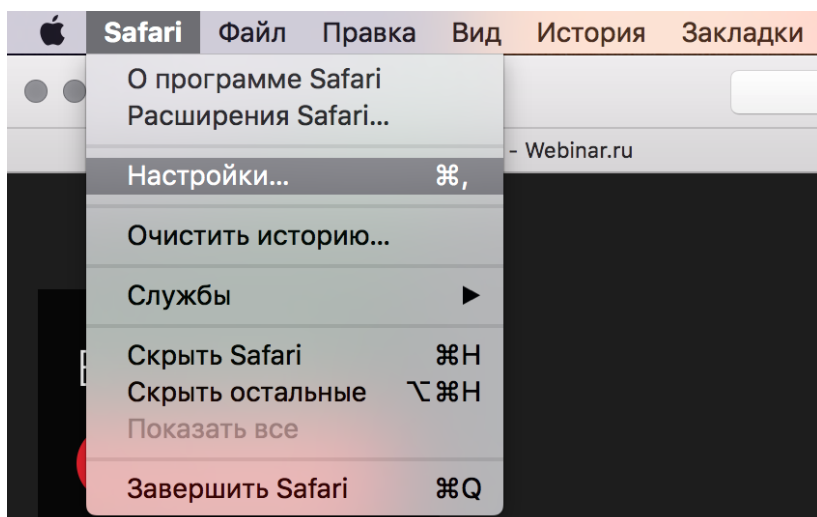 Safari Файл Правка Вид История Закладки
О программе Safari
Расширения Safari...
- Webinar.ru
Настройки... ⌘,
Очистить историю...
Службы ▶
Скрыть Safari ⌘H
Скрыть остальные ⌥⌘H
Показать все
Завершить Safari ⌘Q